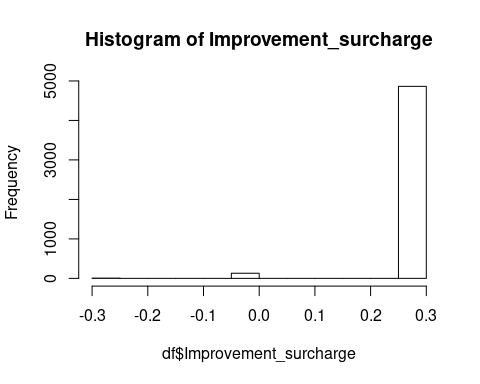 Histogram of Improvement_surcharge
Frequency
5000
3000
1000
0
-0.3 -0.2 -0.1 0.0 0.1 0.2 0.3
df$Improvement_surcharge